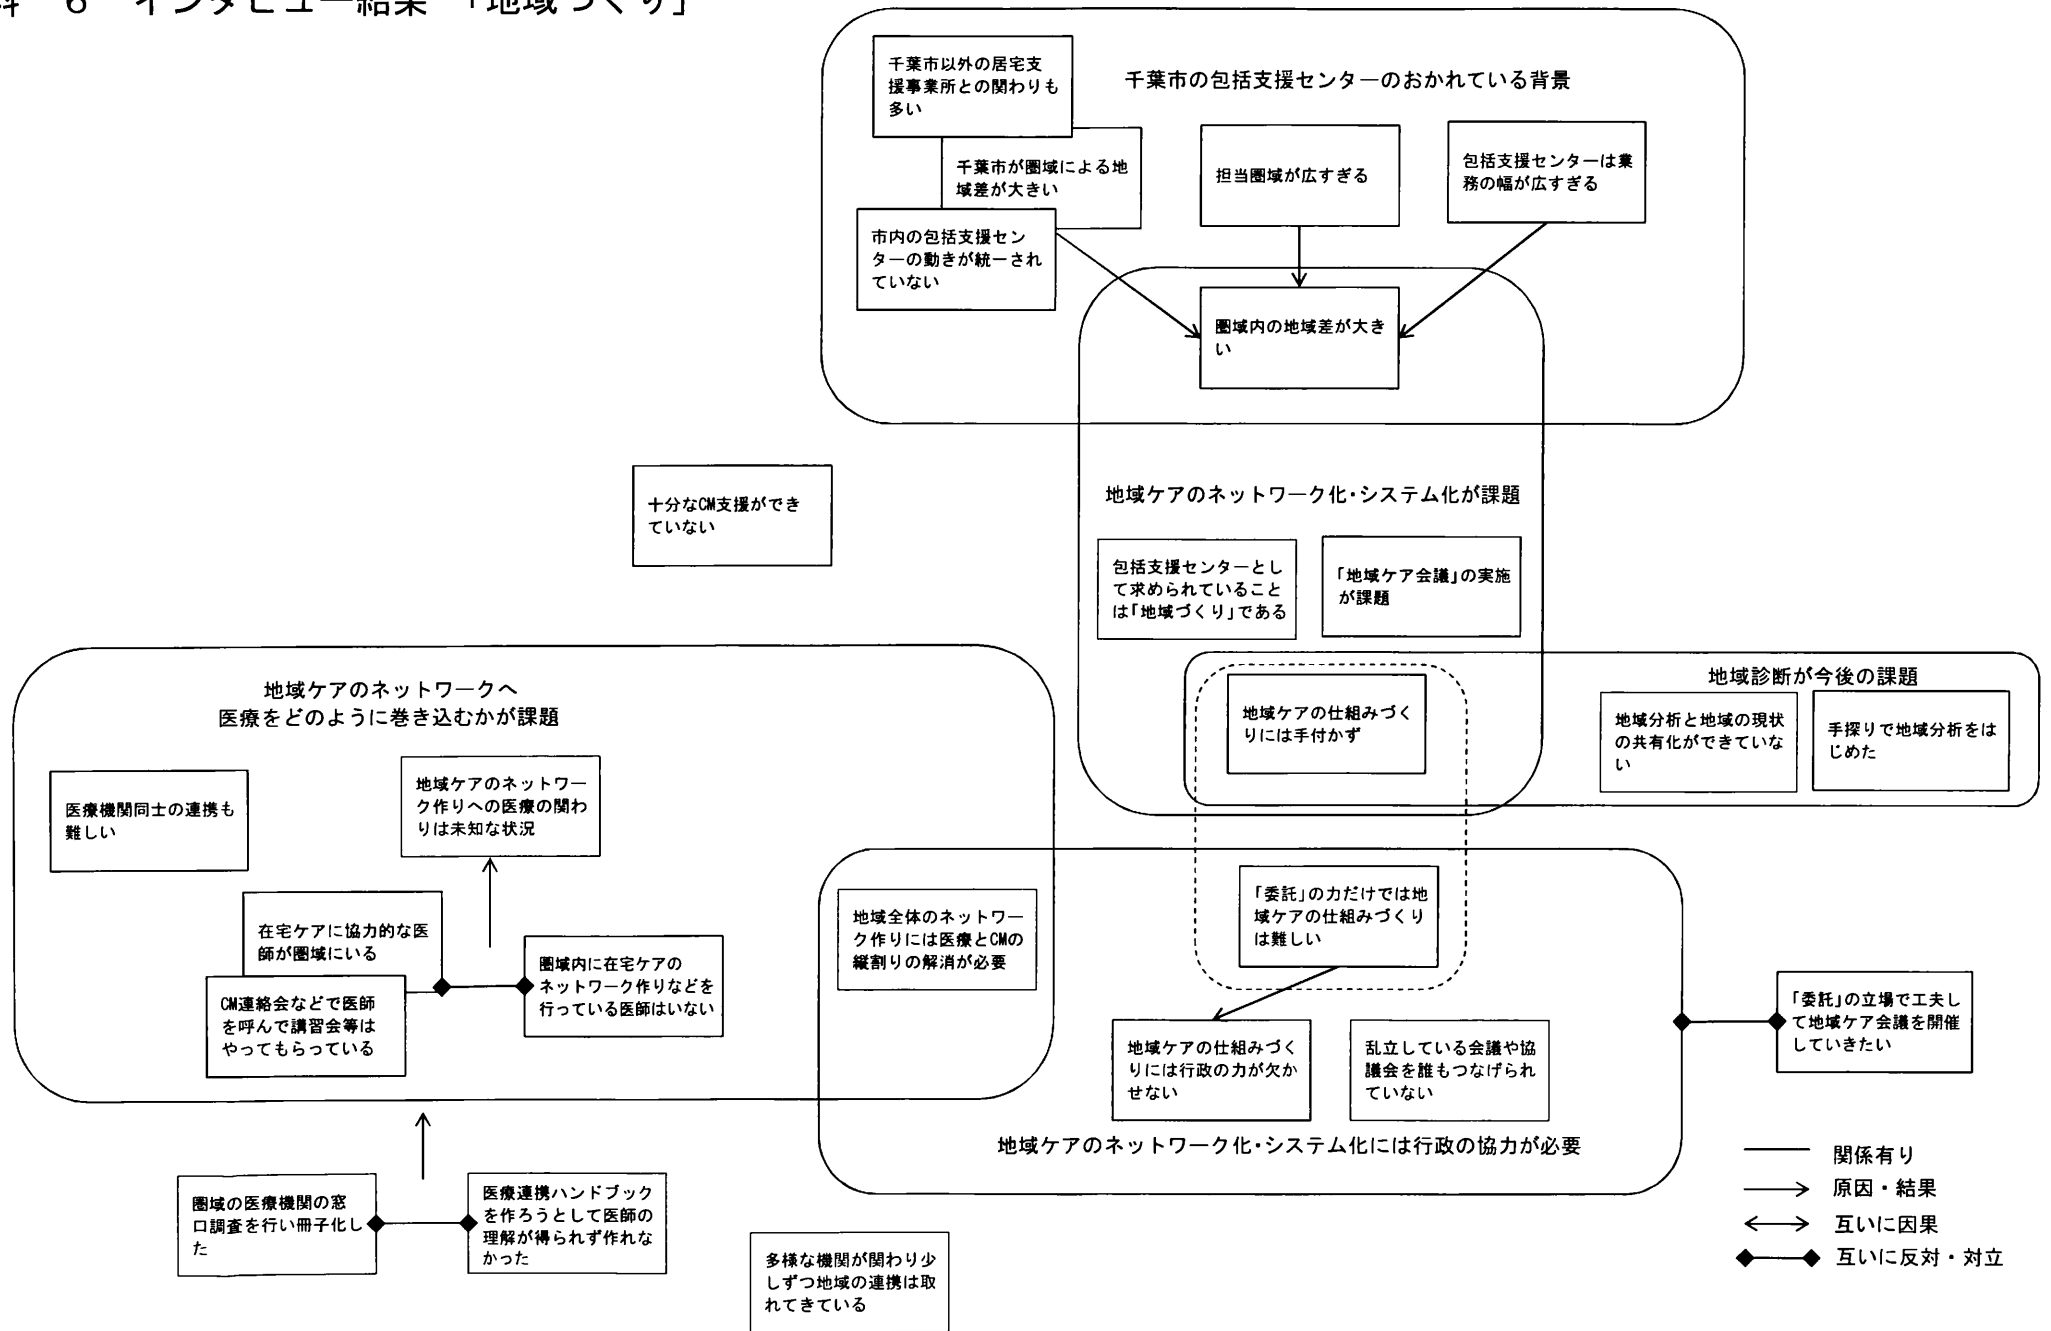 6 インタビュー結果 「地域づくり」
千葉市の包括支援センターのおかれている背景
千葉市以外の居宅支
援事業所との関わりも
多い
千葉市が圏域による地
域差が大きい
市内の包括支援セン
ターの動きが統一され
ていない
担当圏域が広すぎる
包括支援センターは業
務の幅が広すぎる
圏域内の地域差が大き
い
十分なCM支援ができ
ていない
地域ケアのネットワーク化・システム化が課題
包括支援センターとし
て求められていること
は「地域づくり」である
「地域ケア会議」の実施
が課題
地域診断が今後の課題
地域ケアの仕組みづく
りには手付かず
地域分析と地域の現状
の共有化ができていな
い
手探りで地域分析をは
じめた
地域ケアのネットワークへ
医療をどのように巻き込むかが課題
医療機関同士の連携も
難しい
地域ケアのネットワー
ク作りへの医療の関わ
りは未知な状況
在宅ケアに協力的な医
師が圏域にいる
CM連絡会などで医師
を呼んで講習会等は
やってもらっている
圏域内に在宅ケアの
ネットワーク作りなどを
行っている医師はいない
地域全体のネットワー
ク作りには医療とCMの
縦割りの解消が必要
「委託」の力だけでは地
域ケアの仕組みづくり
は難しい
地域ケアの仕組みづく
りには行政の力が欠か
せない
乱立している会議や協
議会を誰もつなげられ
ていない
地域ケアのネットワーク化・システム化には行政の協力が必要
「委託」の立場で工夫し
て地域ケア会議を開催
していきたい
圏域の医療機関の窓
口調査を行い冊子化し
た
医療連携ハンドブック
を作ろうとして医師の
理解が得られず作れな
かった
多様な機関が関わり少
しずつ地域の連携は取
れてきている
関係有り
原因・結果
互いに因果
互いに反対・対立